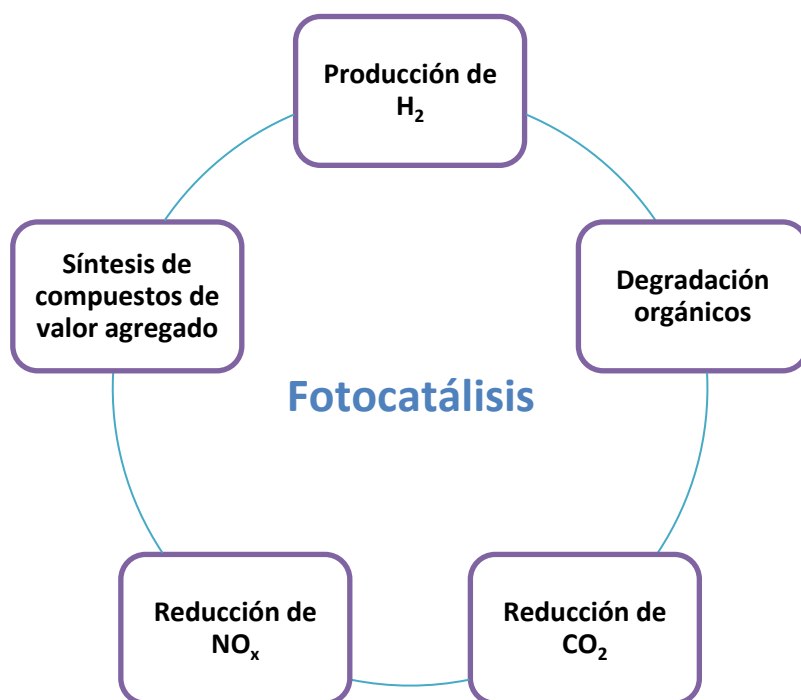 Producción de
H₂
Degradación
orgánicos
Reducción de
CO₂
Reducción de
NOₓ
Síntesis de
compuestos de
valor agregado
Fotocatálisis